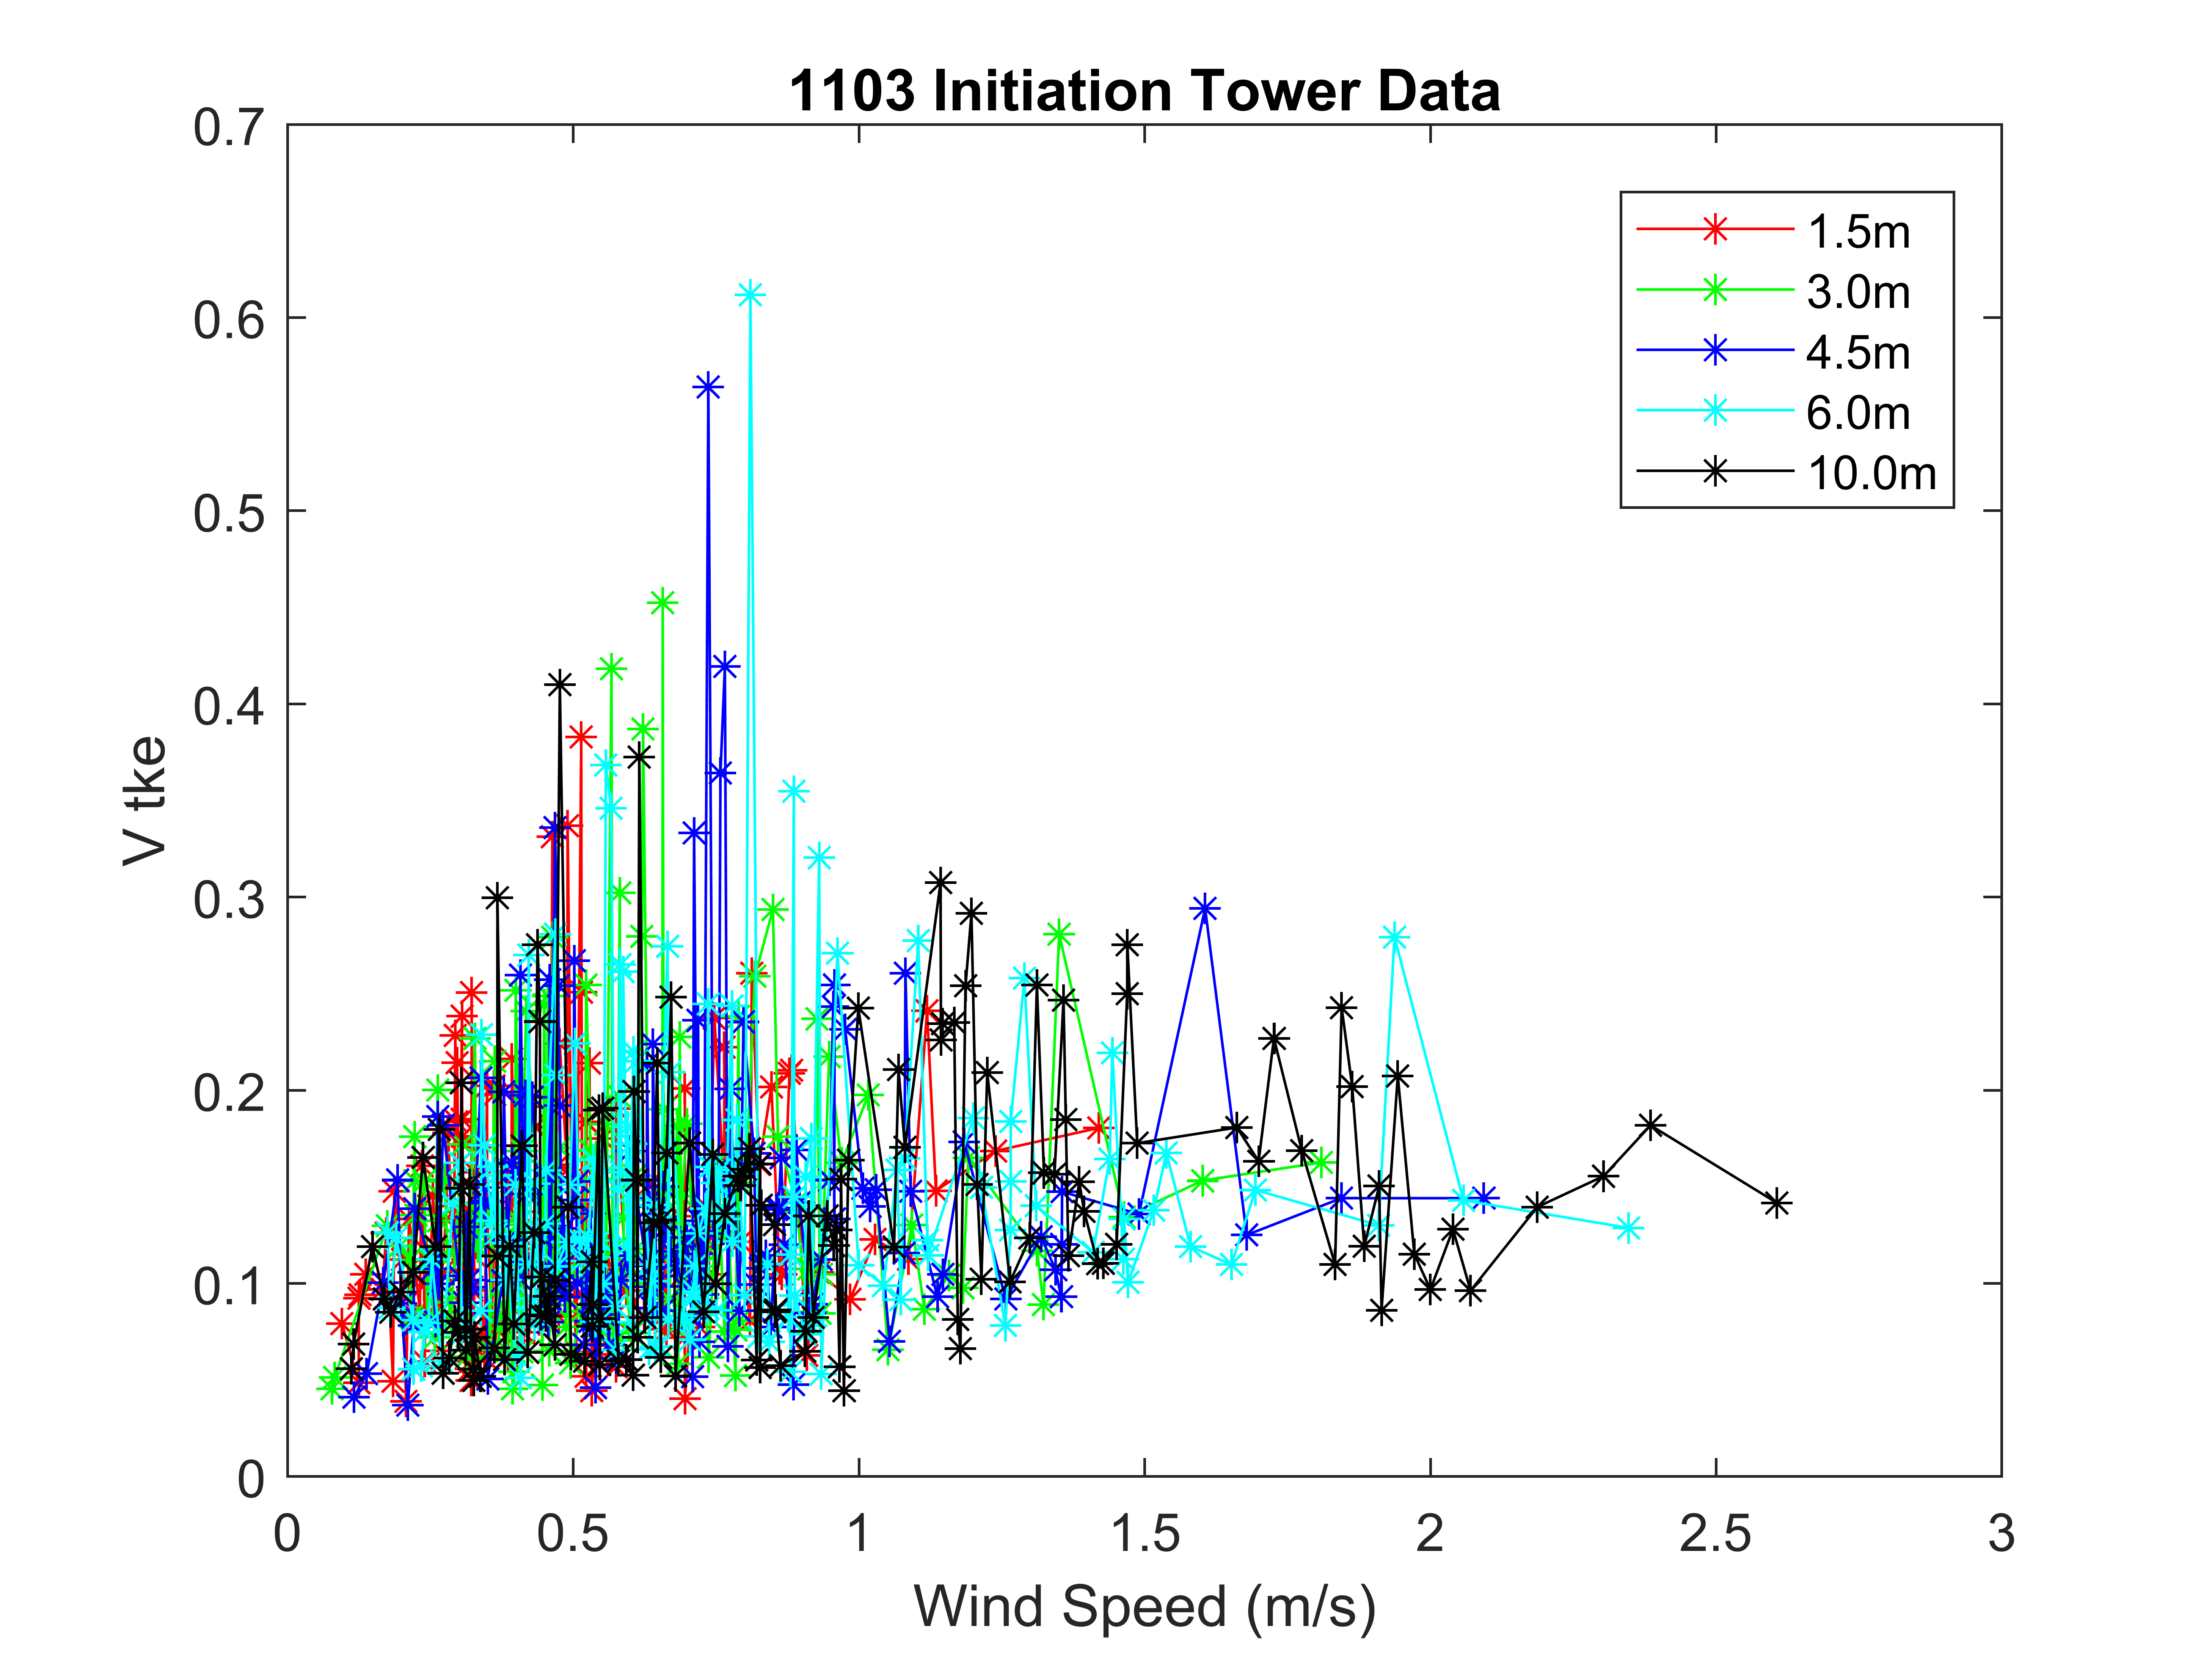 1103 Initiation Tower Data
0.7
0.6
0.5
0.4
0.3
0.2
0.1
0
V tke
1.5m
3.0m
4.5m
6.0m
10.0m
0 0.5 1 1.5 2 2.5 3
Wind Speed (m/s)